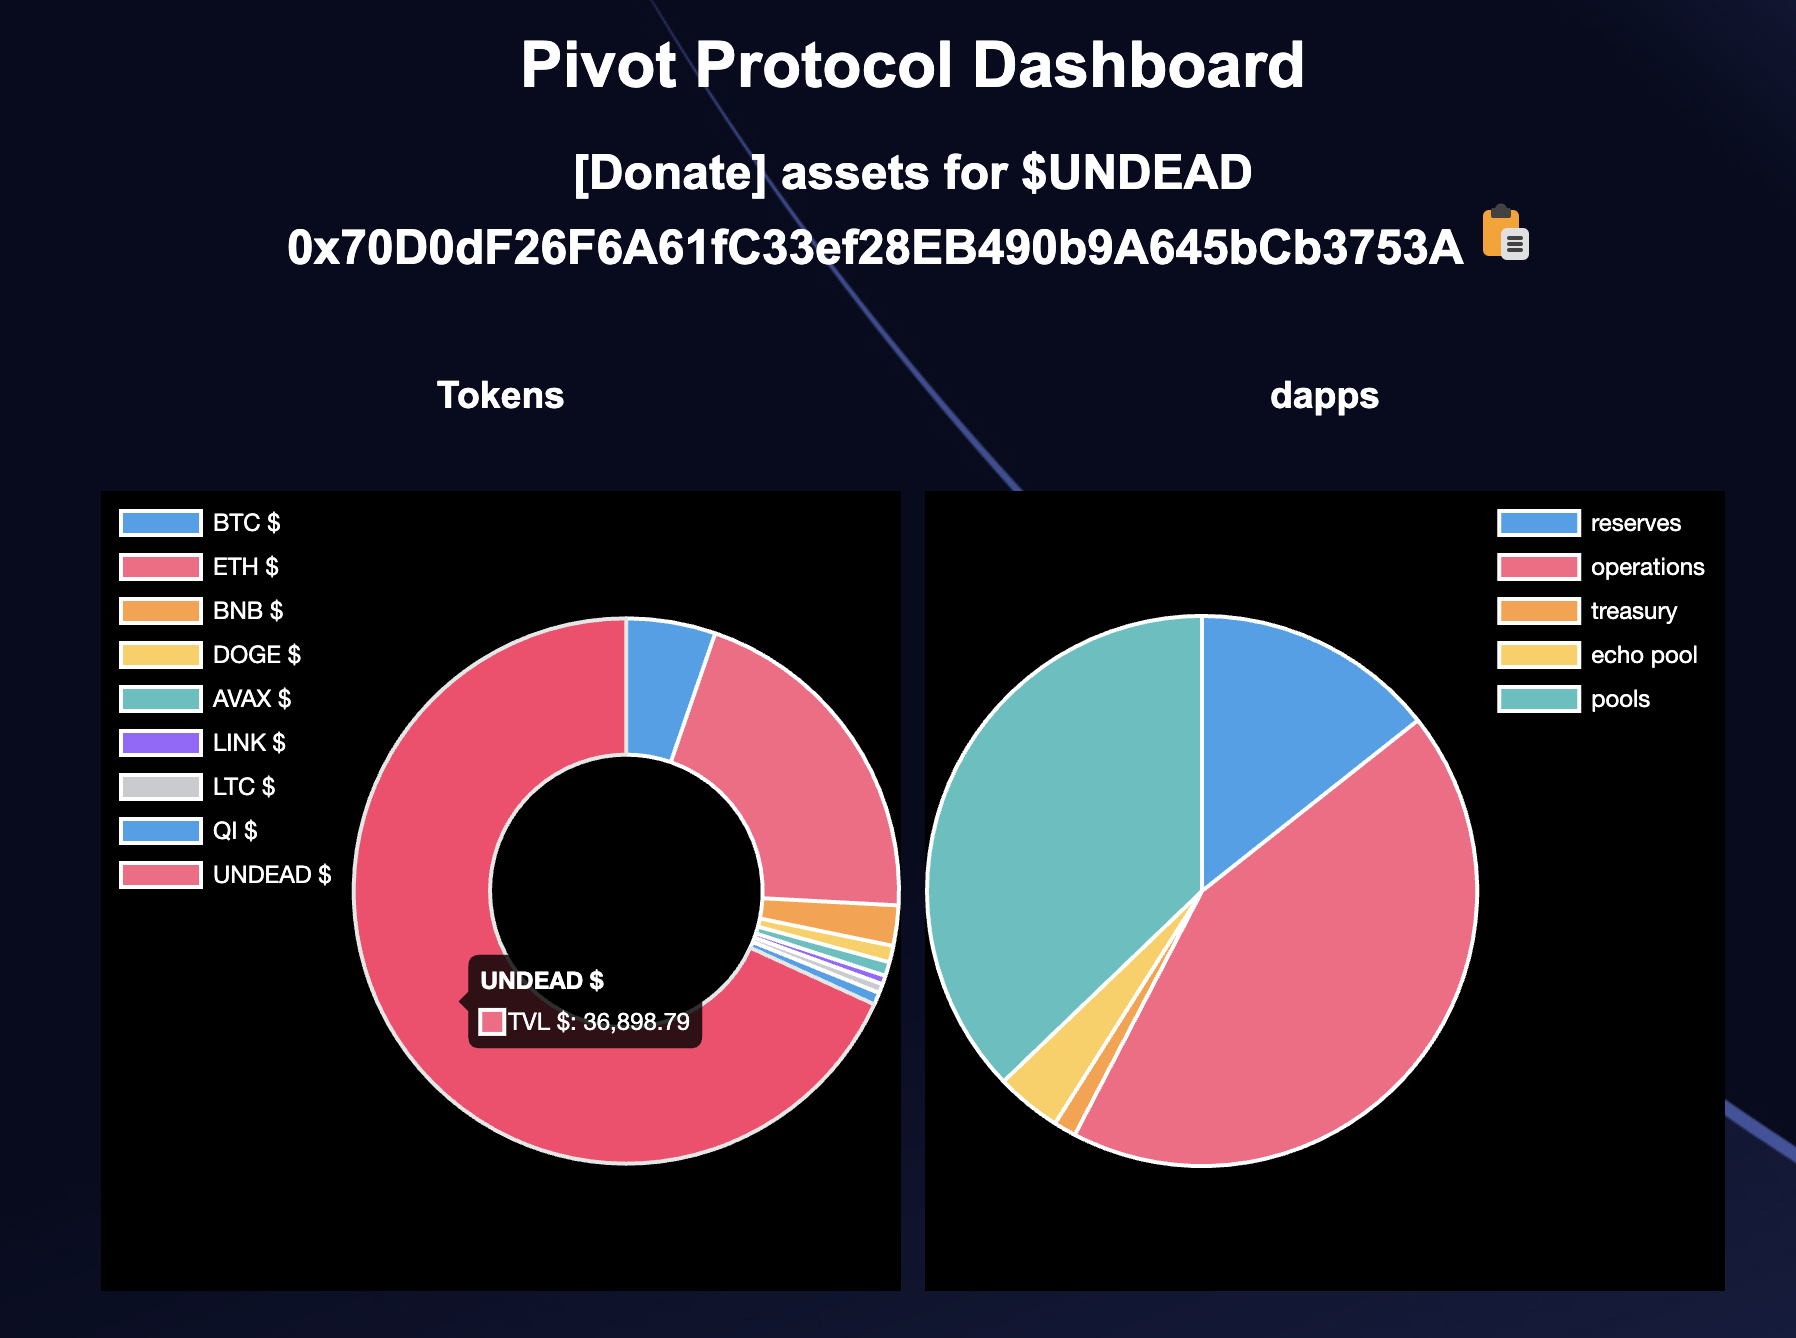 Pivot Protocol Dashboard
[Donate] assets for $UNDEAD
0x70D0dF26F6A61fC33ef28EB490b9A645bCb3753A
Tokens
BTC $
ETH $
BNB $
DOGE $
AVAX $
LINK $
LTC $
QI $
UNDEAD $
UNDEAD $
TVL $: 36,898.79
dapps
reserves
operations
treasury
echo pool
pools